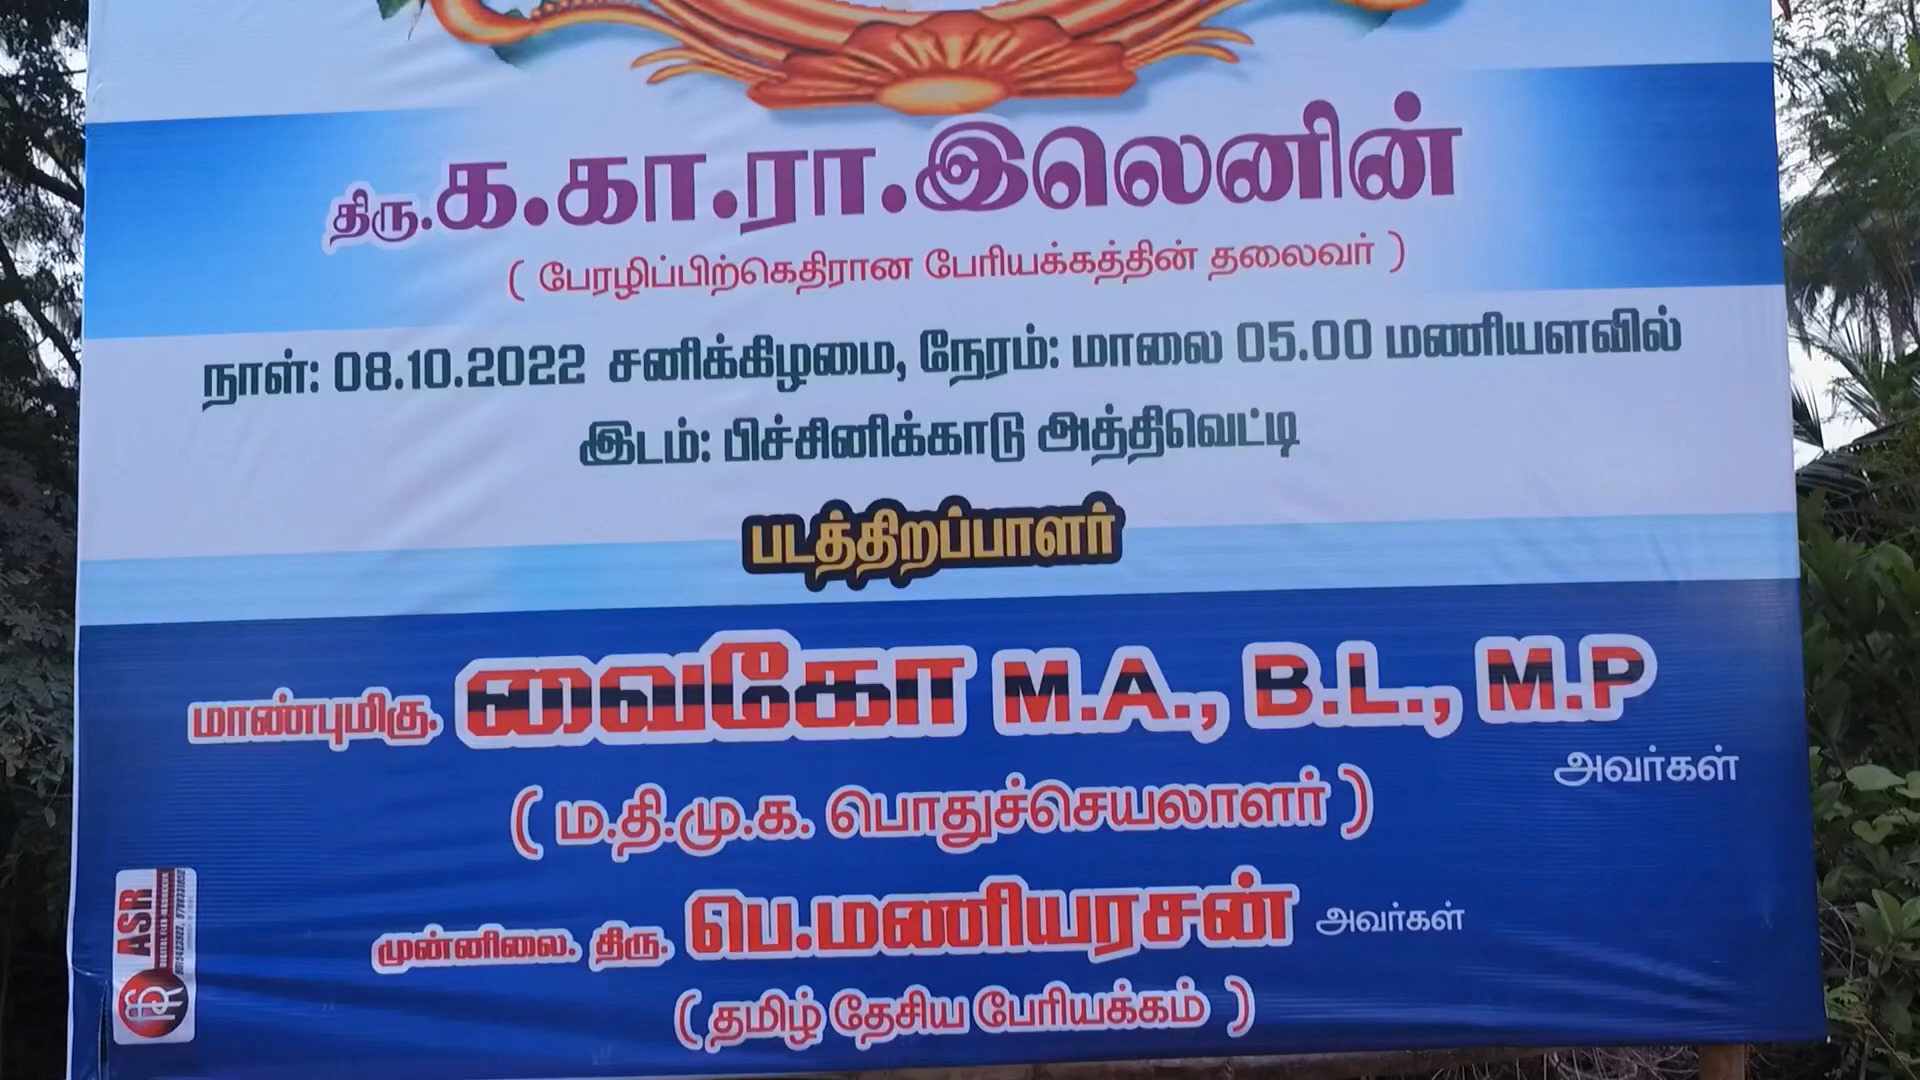 திரு.க.கா.ரா.இலெனின்
( பேரழிப்பிற்கெதிரான பேரியக்கத்தின் தலைவர் )
நாள்: 08.10.2022 சனிக்கிழமை, நேரம்: மாலை 05.00 மணியளவில்
இடம்: பிச்சினிக்காடு அத்திவெட்டி
படத்திறப்பாளர்
மாண்புமிகு. வைகோ M.A., B.L., M.P
அவர்கள்
( ம.தி.மு.க. பொதுச்செயலாளர் )
முன்னிலை. திரு. பெ.மணியரசன் அவர்கள்
( தமிழ் தேசிய பேரியக்கம் )
ASR